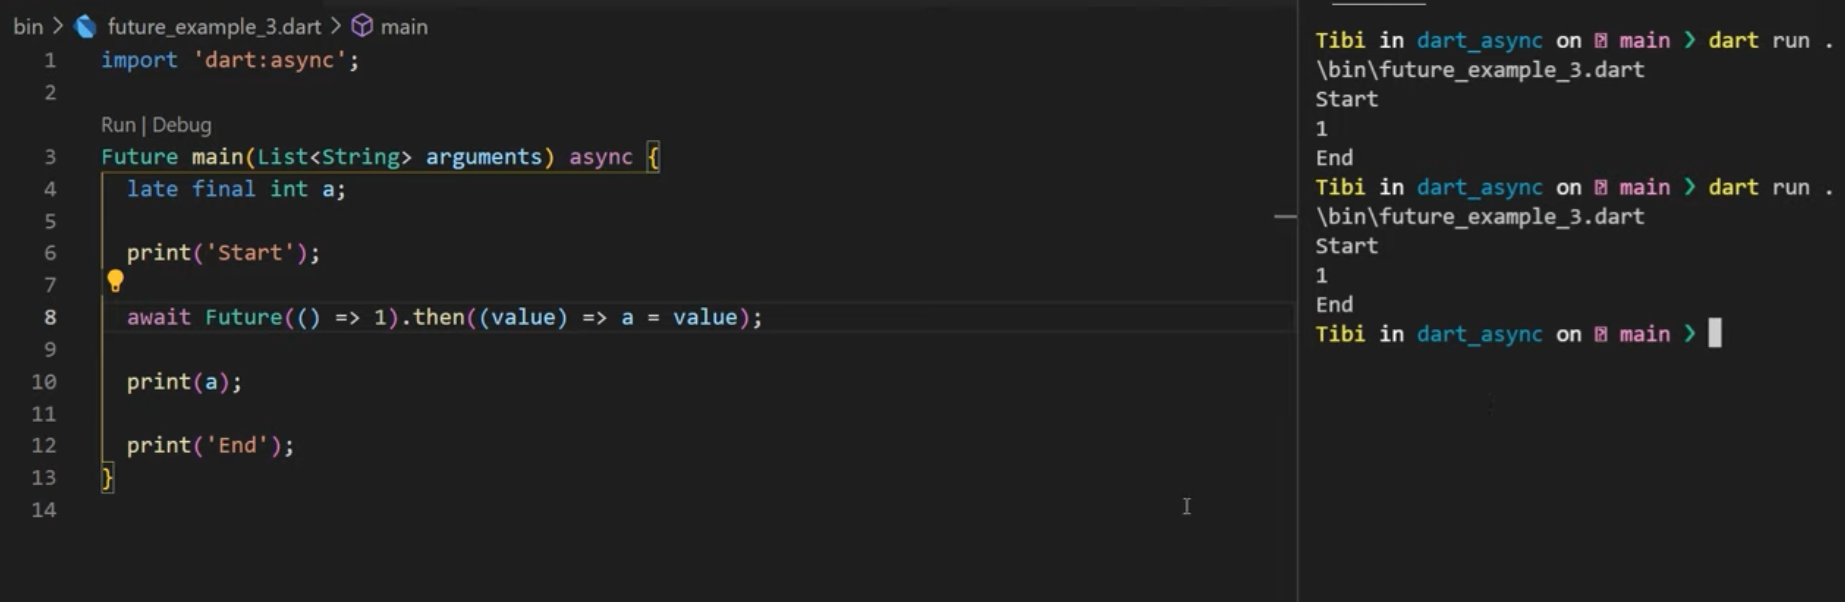 bin > future_example_3.dart > main
1 import 'dart:async';
2
Run | Debug
3 Future main(List<String> arguments) async {
4 late final int a;
5
6 print('Start');
7
8 await Future(() => 1).then((value) => a = value);
9
10 print(a);
11
12 print('End');
13 }
14
Tibi in dart_async on main ❯ dart run .
\bin\future_example_3.dart
Start
1
End
Tibi in dart_async on main ❯ dart run .
\bin\future_example_3.dart
Start
1
End
Tibi in dart_async on main ❯